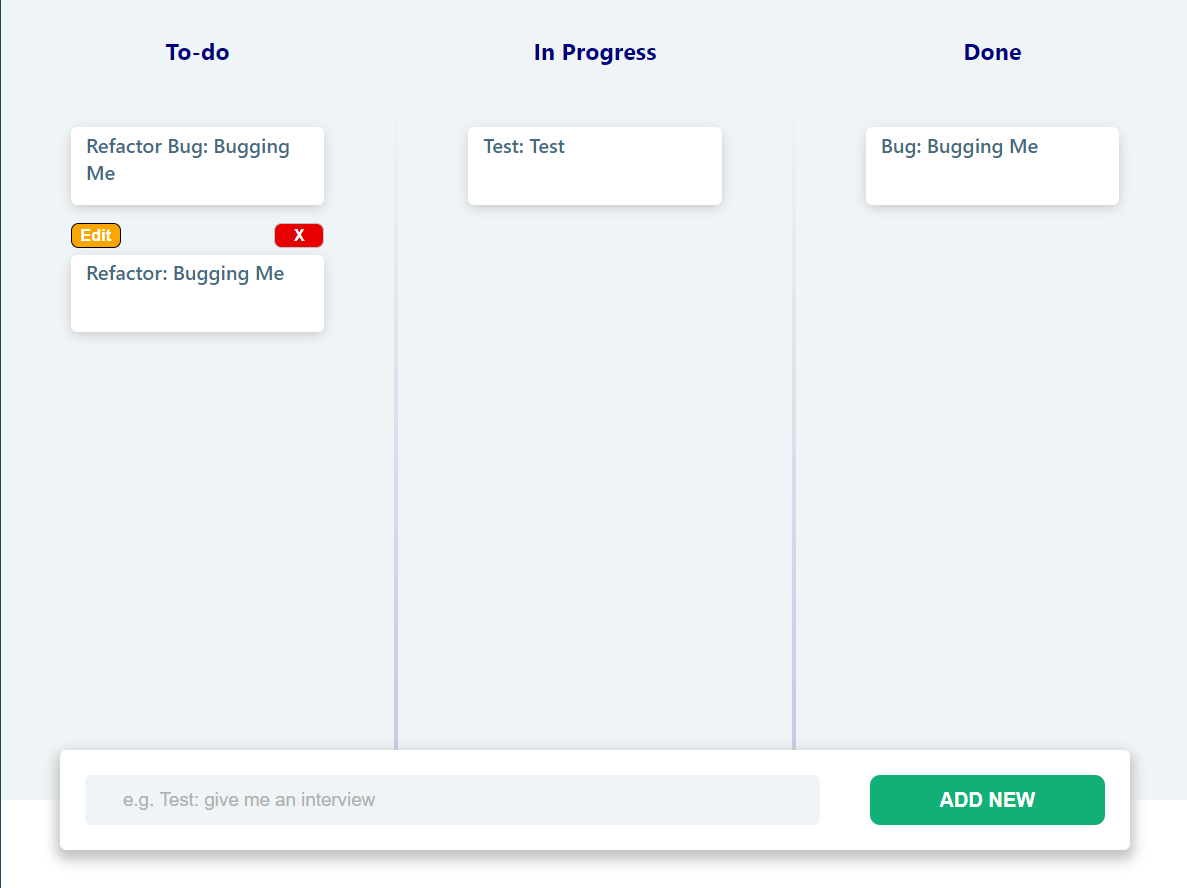 To-do
Refactor Bug: Bugging
Me
Edit X
Refactor: Bugging Me
In Progress
Test: Test
Done
Bug: Bugging Me
e.g. Test: give me an interview
ADD NEW